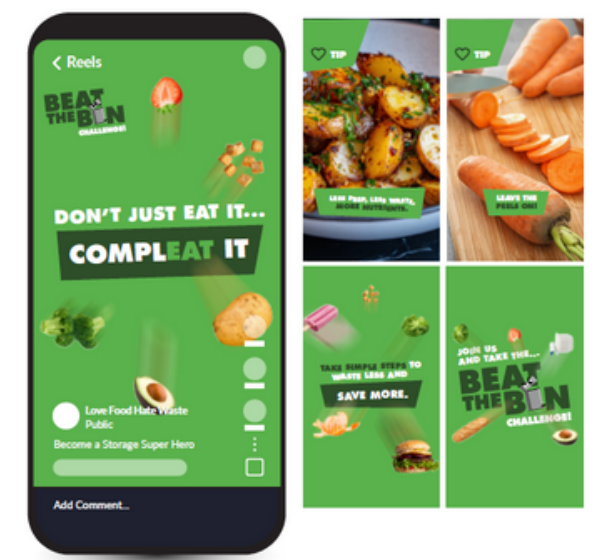 Reels
BEAT
THE BIN
CHALLENGE!
DON'T JUST EAT IT...
COMPLEAT IT
Love Food Hate Waste
Public
Become a Storage Super Hero
Add Comment...
TIP
LESS PREP, LESS WASTE,
MORE NUTRIENTS.
TIP
LEAVE THE
PEELS ON!
TAKE SIMPLE STEPS TO
WASTE LESS AND
SAVE MORE.
JOIN US
AND TAKE THE...
BEAT
THE BIN
CHALLENGE!